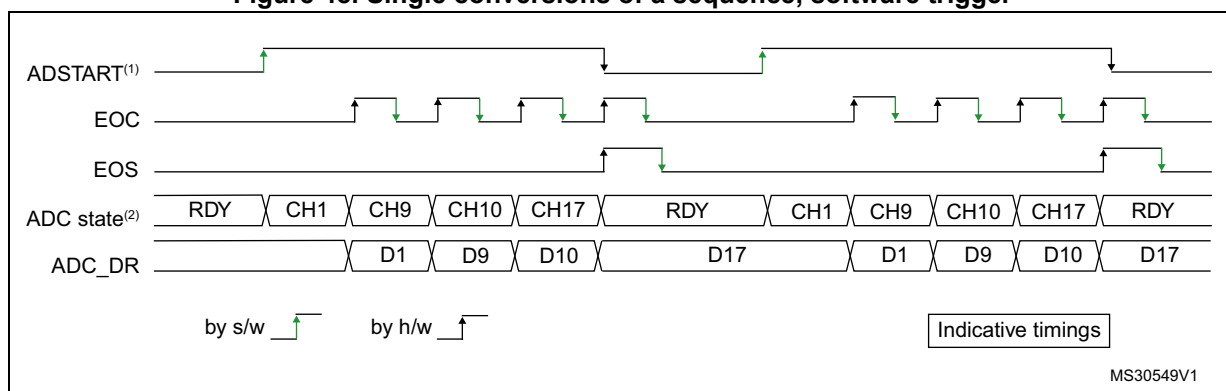 Figure 48. Single conversions of a sequence, software trigger
ADSTART(1)
EOC
EOS
ADC state(2) RDY CH1 CH9 CH10 CH17 RDY CH1 CH9 CH10 CH17 RDY
ADC_DR D1 D9 D10 D17 D1 D9 D10 D17
by s/w by h/w Indicative timings
MS30549V1